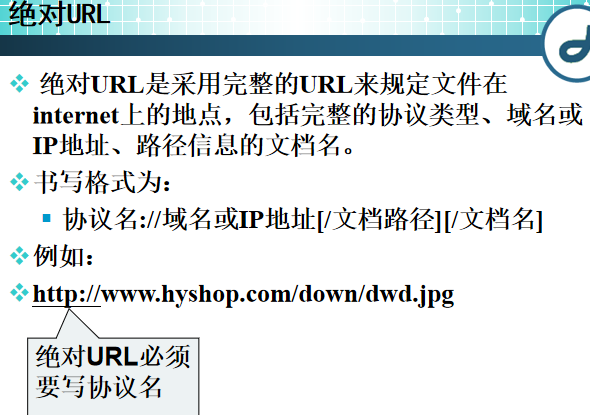 绝对URL
绝对URL是采用完整的URL来规定文件在
internet上的地点，包括完整的协议类型、域名或
IP地址、路径信息的文档名。
书写格式为：
协议名://域名或IP地址[/文档路径][/文档名]
例如：
http://www.hyshop.com/down/dwd.jpg
绝对URL必须
要写协议名